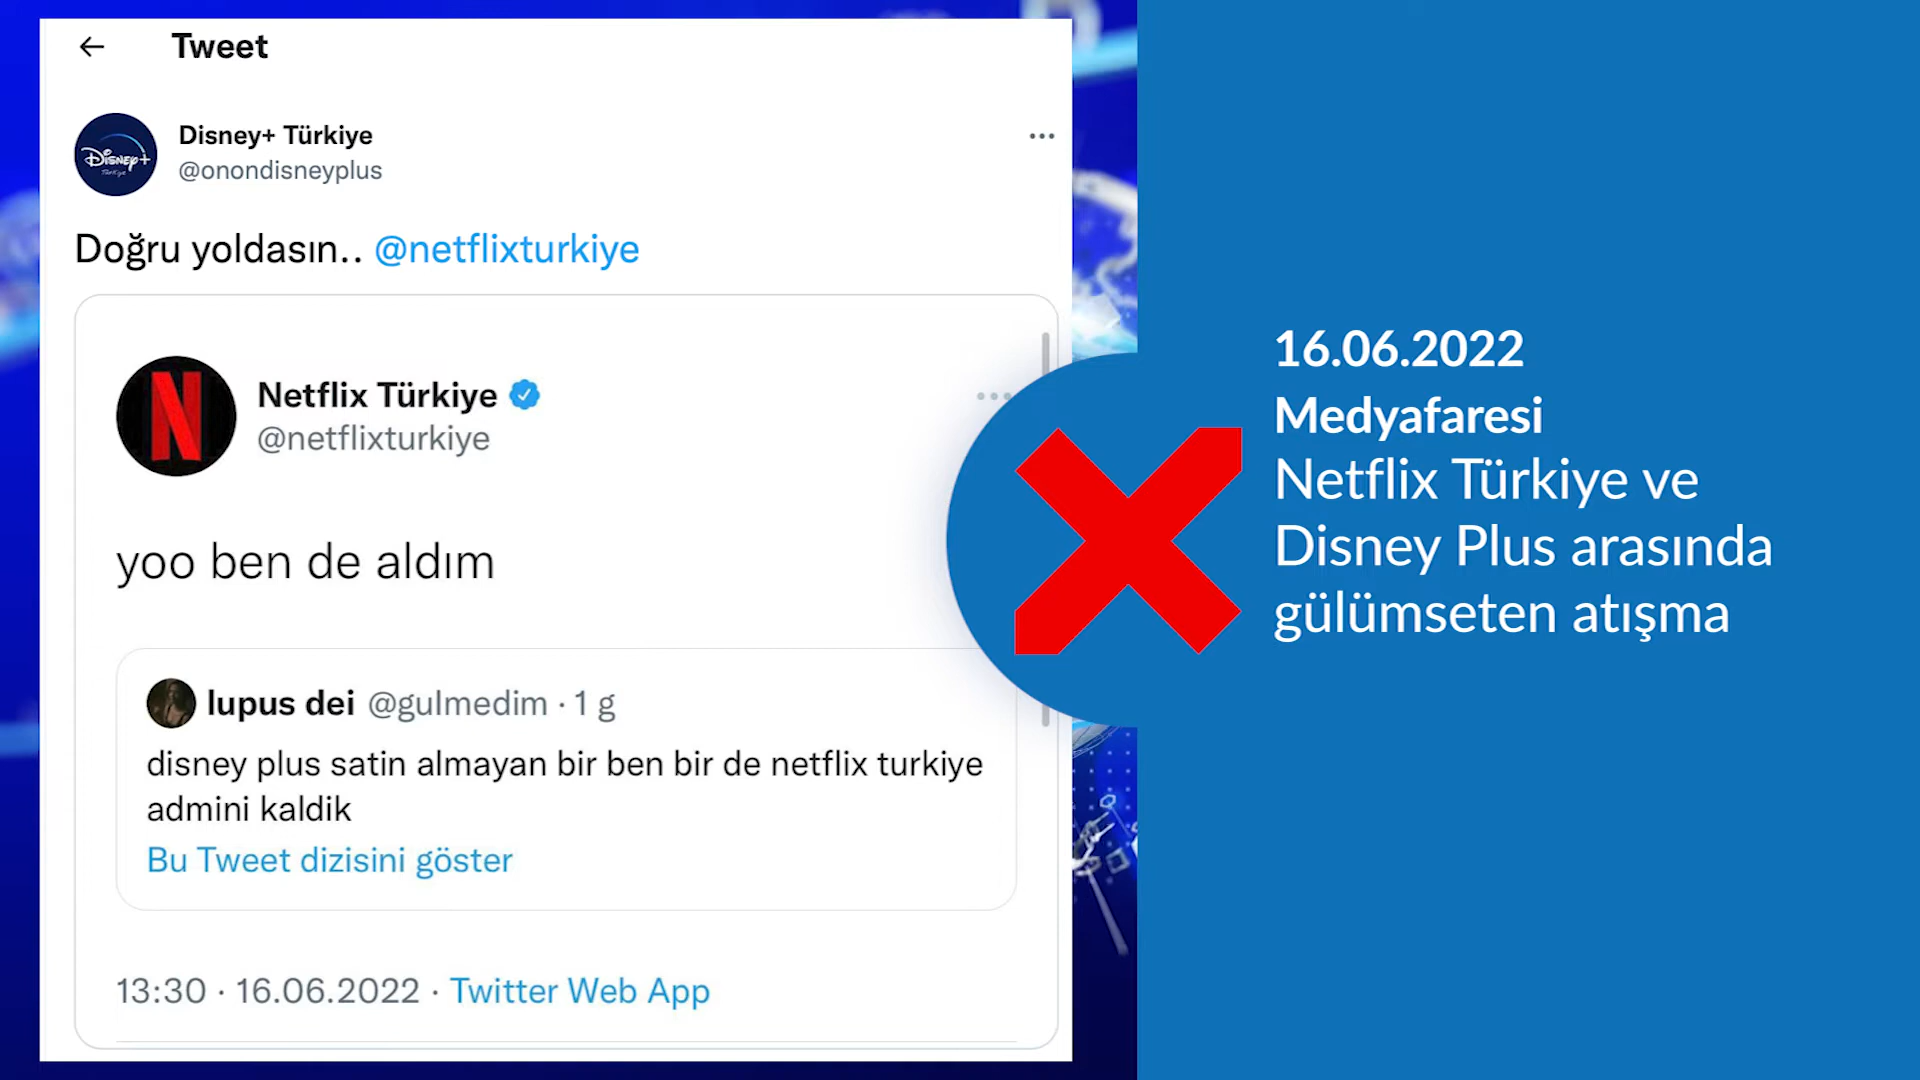 Tweet
Disney+ Türkiye
@onondisneyplus
Doğru yoldasın.. @netflixturkiye
Netflix Türkiye
@netflixturkiye
yoo ben de aldım
lupus dei @gulmedim · 1 g
disney plus satin almayan bir ben bir de netflix turkiye
admini kaldik
Bu Tweet dizisini göster
13:30 · 16.06.2022 · Twitter Web App
16.06.2022
Medyafaresi
Netflix Türkiye ve
Disney Plus arasında
gülümseten atışma
Disney+
Türkiye
N